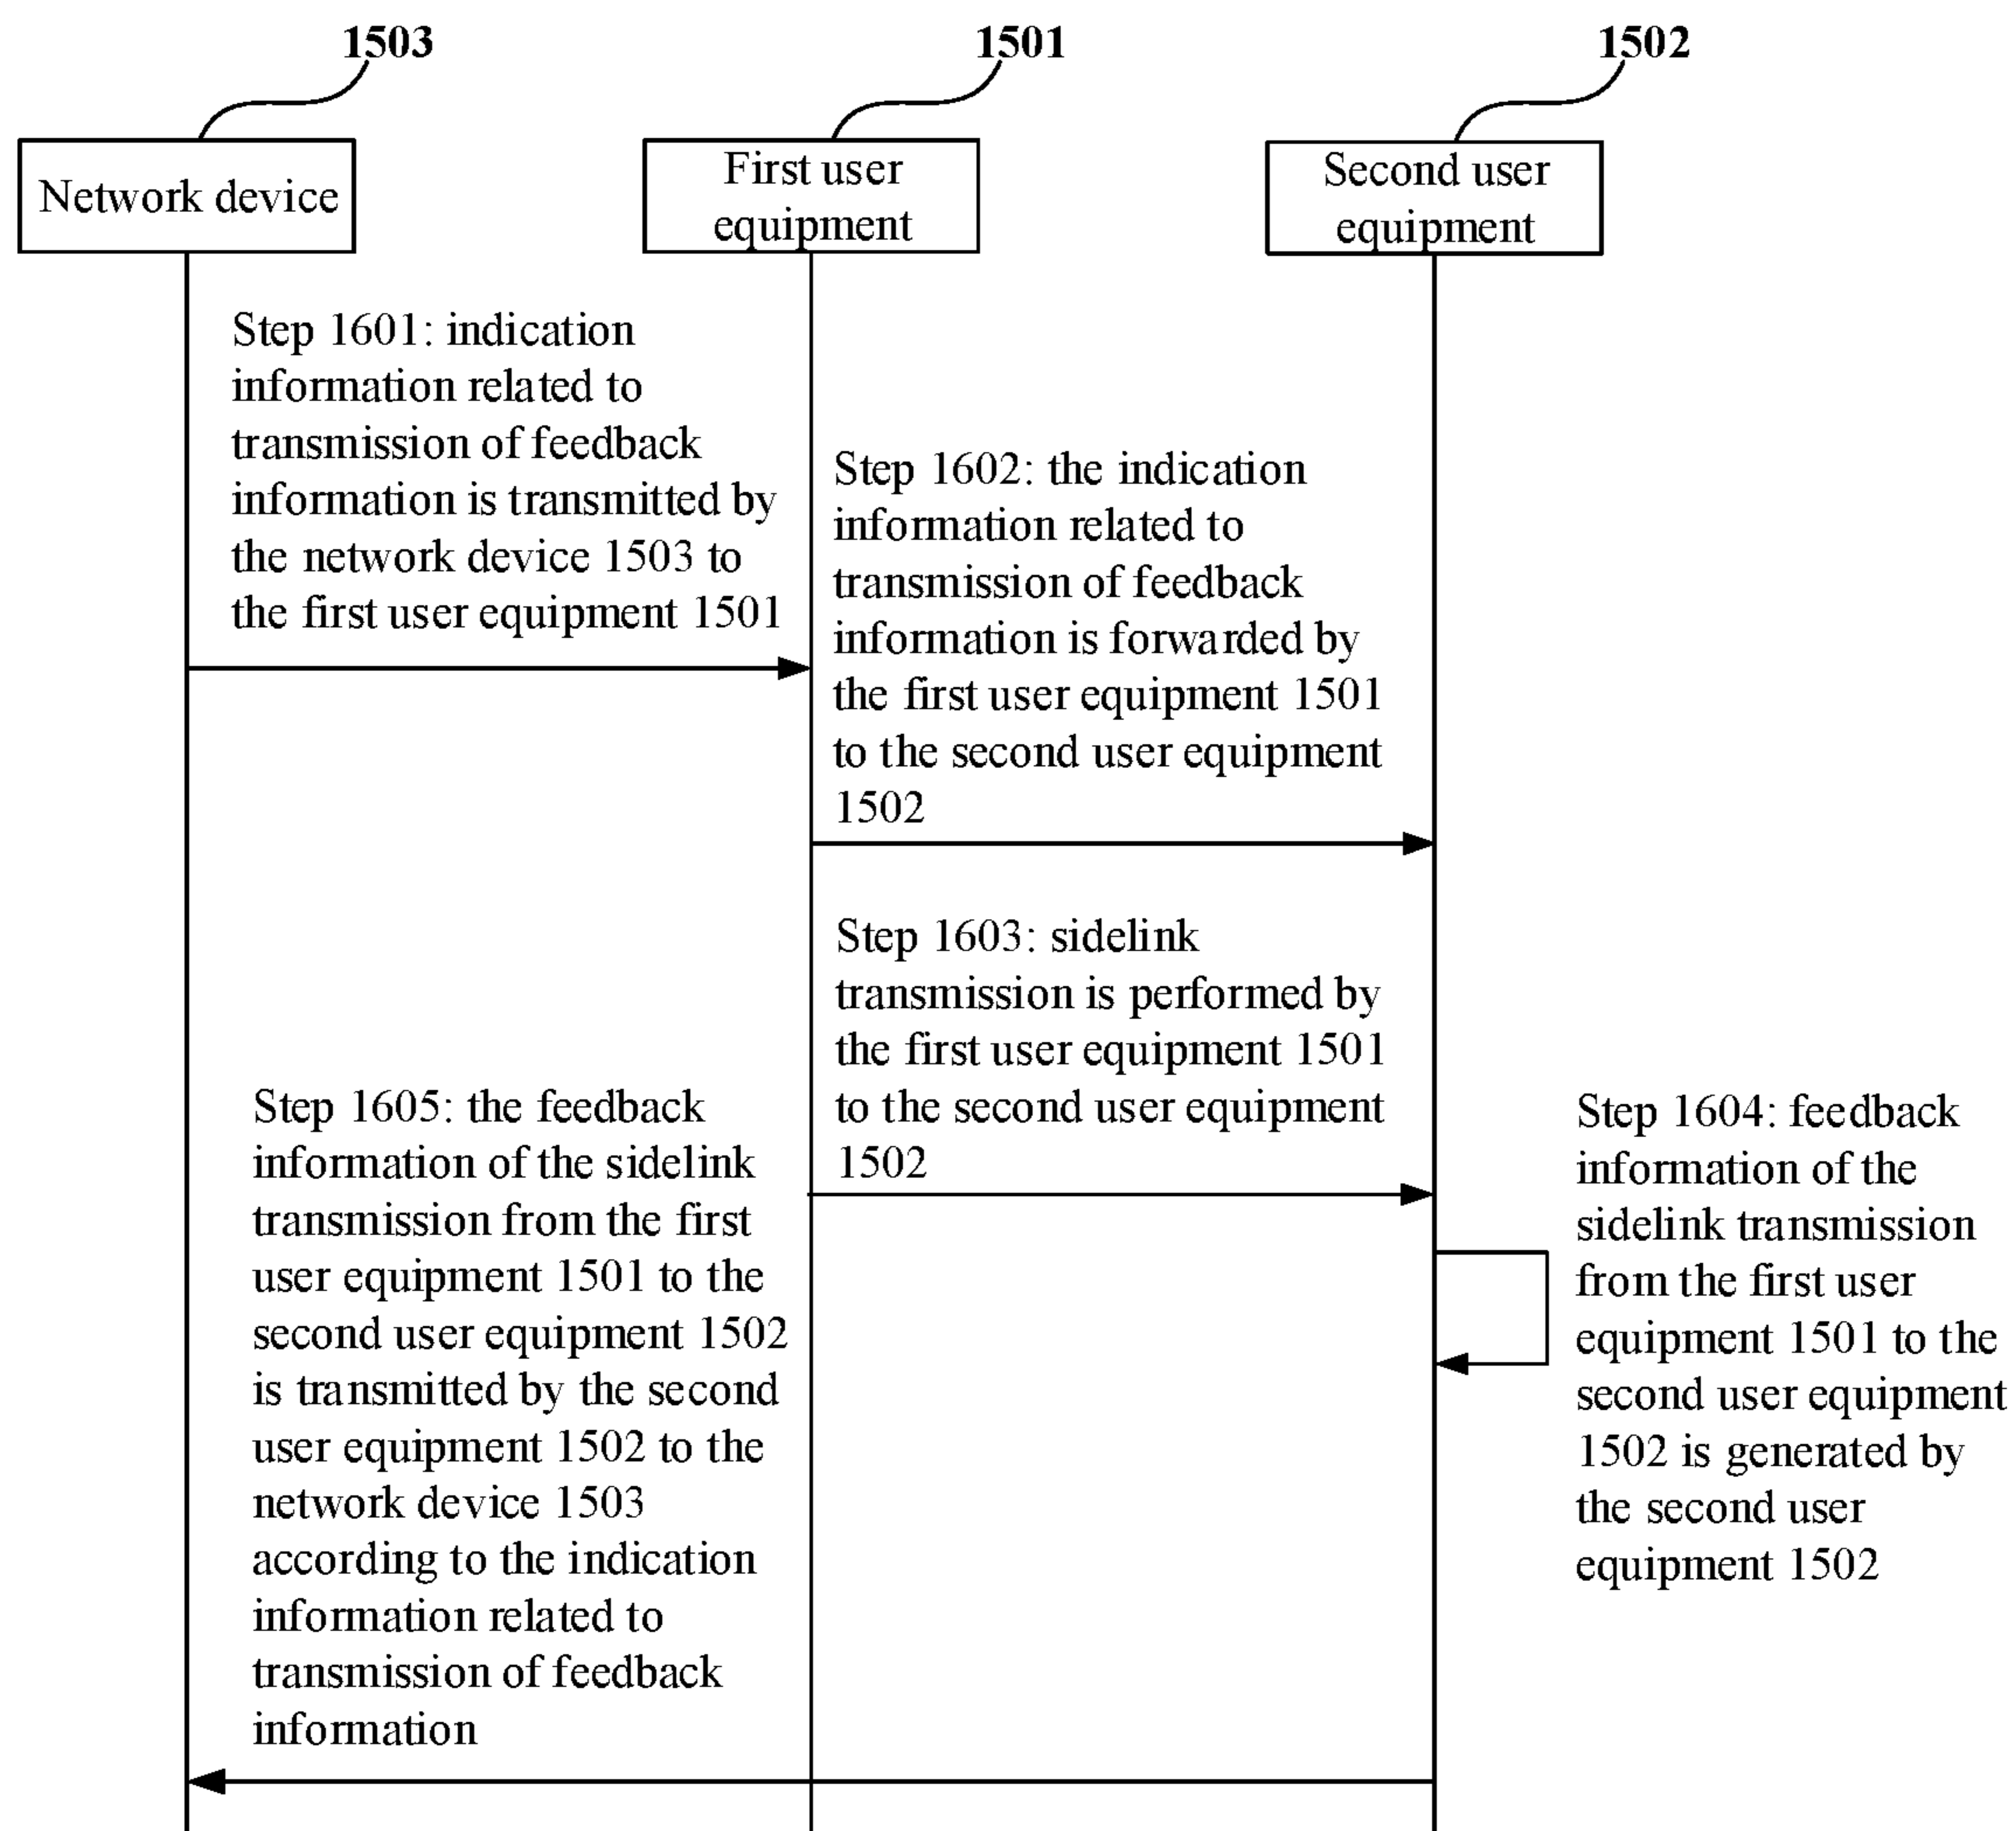 1503
1501
1502
Network device
First user
equipment
Second user
equipment
Step 1601: indication
information related to
transmission of feedback
information is transmitted by
the network device 1503 to
the first user equipment 1501
Step 1602: the indication
information related to
transmission of feedback
information is forwarded by
the first user equipment 1501
to the second user equipment
1502
Step 1603: sidelink
transmission is performed by
the first user equipment 1501
to the second user equipment
1502
Step 1604: feedback
information of the
sidelink transmission
from the first user
equipment 1501 to the
second user equipment
1502 is generated by
the second user
equipment 1502
Step 1605: the feedback
information of the sidelink
transmission from the first
user equipment 1501 to the
second user equipment 1502
is transmitted by the second
user equipment 1502 to the
network device 1503
according to the indication
information related to
transmission of feedback
information